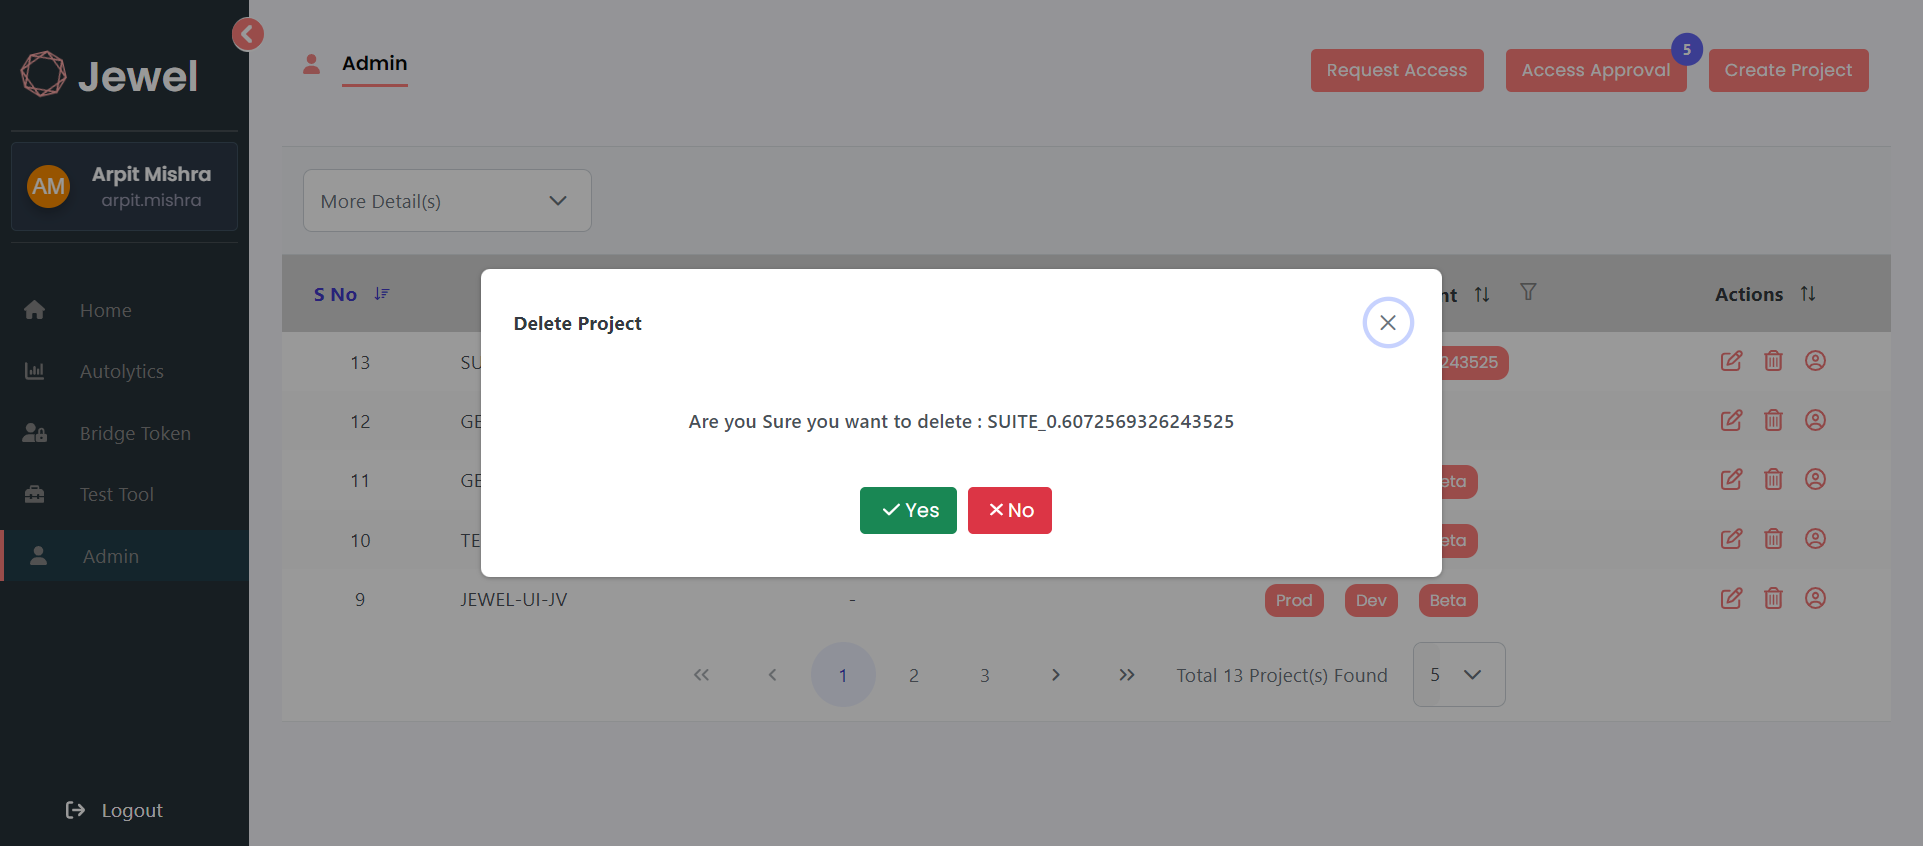 Jewel
AM
Arpit Mishra
arpit.mishra
Home
Autolytics
Bridge Token
Test Tool
Admin
Logout
Admin
Request Access
Access Approval
5
Create Project
More Detail(s)
S No
nt
Actions
Delete Project
Are you Sure you want to delete : SUITE_0.6072569326243525
Yes
No
13 SU 243525
12 GE
11 GE eta
10 TE eta
9 JEWEL-UI-JV - Prod Dev Beta
1 2 3 Total 13 Project(s) Found 5